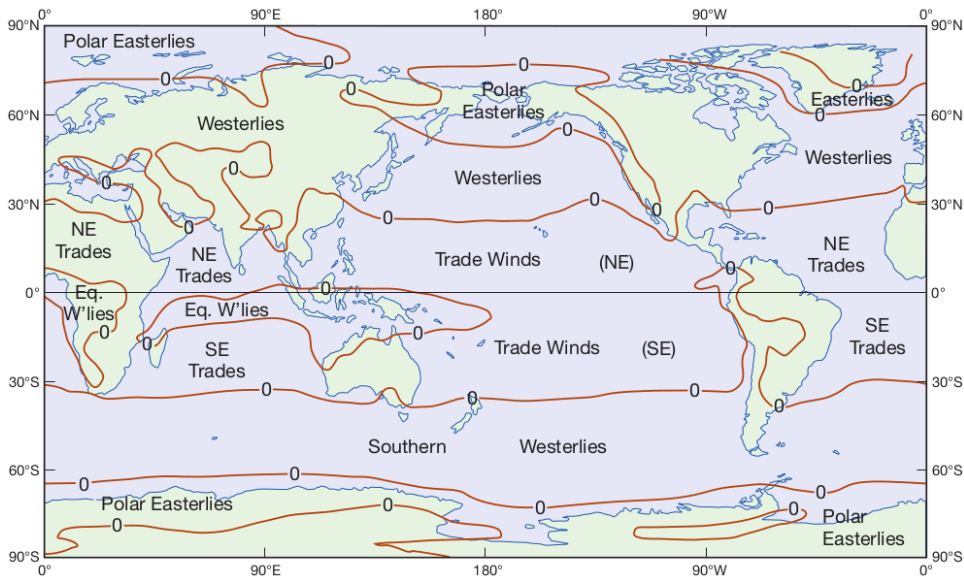 0° 90°E 180° 90°W 0°
90°N 90°N
Polar Easterlies
0
0
0
0
0
Polar
Easterlies
Easterlies
0
60°N 60°N
Westerlies
0
Westerlies
0
0
Westerlies
30°N 0 0 0 0 30°N
0
NE
Trades
NE
Trades
Trade Winds (NE)
NE
Trades
0
0
0° 0°
Eq.
W'lies
Eq. W'lies
0
0
0
SE
Trades
Trade Winds (SE)
SE
Trades
30°S 0 0 0 0 30°S
Southern Westerlies
60°S 60°S
0 0 0 0
Polar Easterlies
0 0 0
Polar
Easterlies
90°S 90°S
0° 90°E 180° 90°W 0°